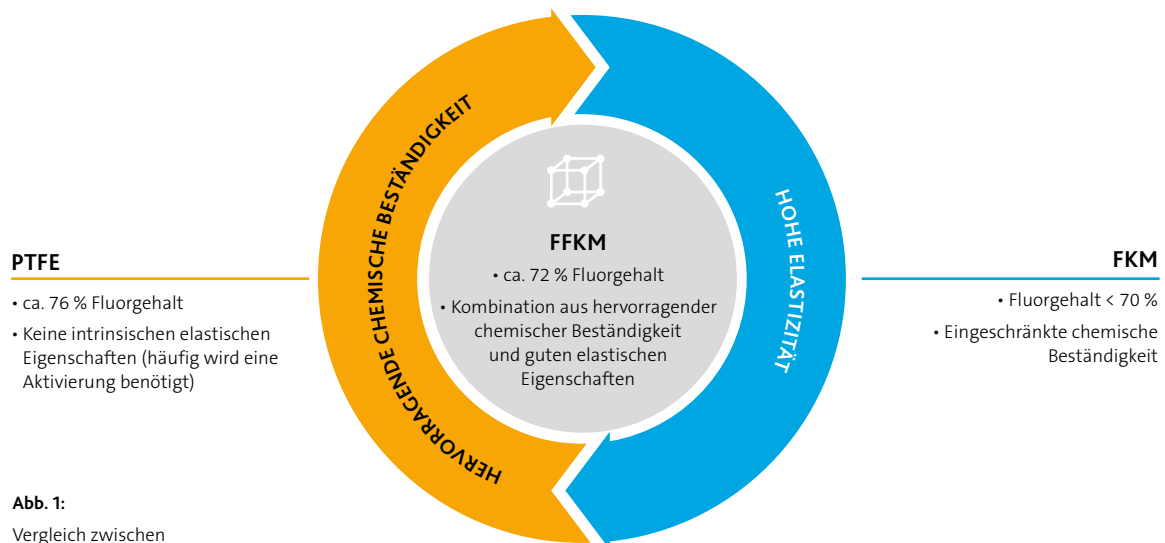 PTFE
• ca. 76 % Fluorgehalt
• Keine intrinsischen elastischen
Eigenschaften (häufig wird eine
Aktivierung benötigt)
HERVORRAGENDE CHEMISCHE BESTÄNDIGKEIT
FFKM
• ca. 72 % Fluorgehalt
• Kombination aus hervorragender
chemischer Beständigkeit
und guten elastischen
Eigenschaften
HOHE ELASTIZITÄT
FKM
• Fluorgehalt < 70 %
• Eingeschränkte chemische
Beständigkeit
Abb. 1:
Vergleich zwischen